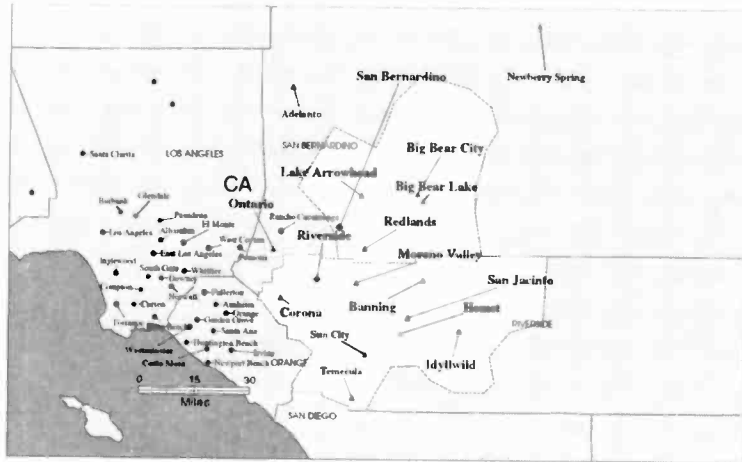 San Bernardino
Newberry Spring
Adelanto
SAN BERNARDINO
Santa Clarita
LOS ANGELES
Big Bear City
Lake Arrowhead
CA
Big Bear Lake
Burbank
Glendale
Ontario
Pasadena
Rancho Cucamonga
Redlands
Los Angeles
Alhambra
El Monte
Riverside
West Covina
East Los Angeles
Pomona
Moreno Valley
Inglewood
South Gate
Whittier
Downey
San Jacinto
Compton
Norwalk
Fullerton
Carson
Anaheim
Corona
Banning
Hemet
Torrance
Orange
Garden Grove
RIVERSIDE
Beach
Santa Ana
Sun City
Westminster
Huntington Beach
Costa Mesa
Irvine
Idyllwild
Newport Beach
ORANGE
Temecula
0 15 30
Miles
SAN DIEGO